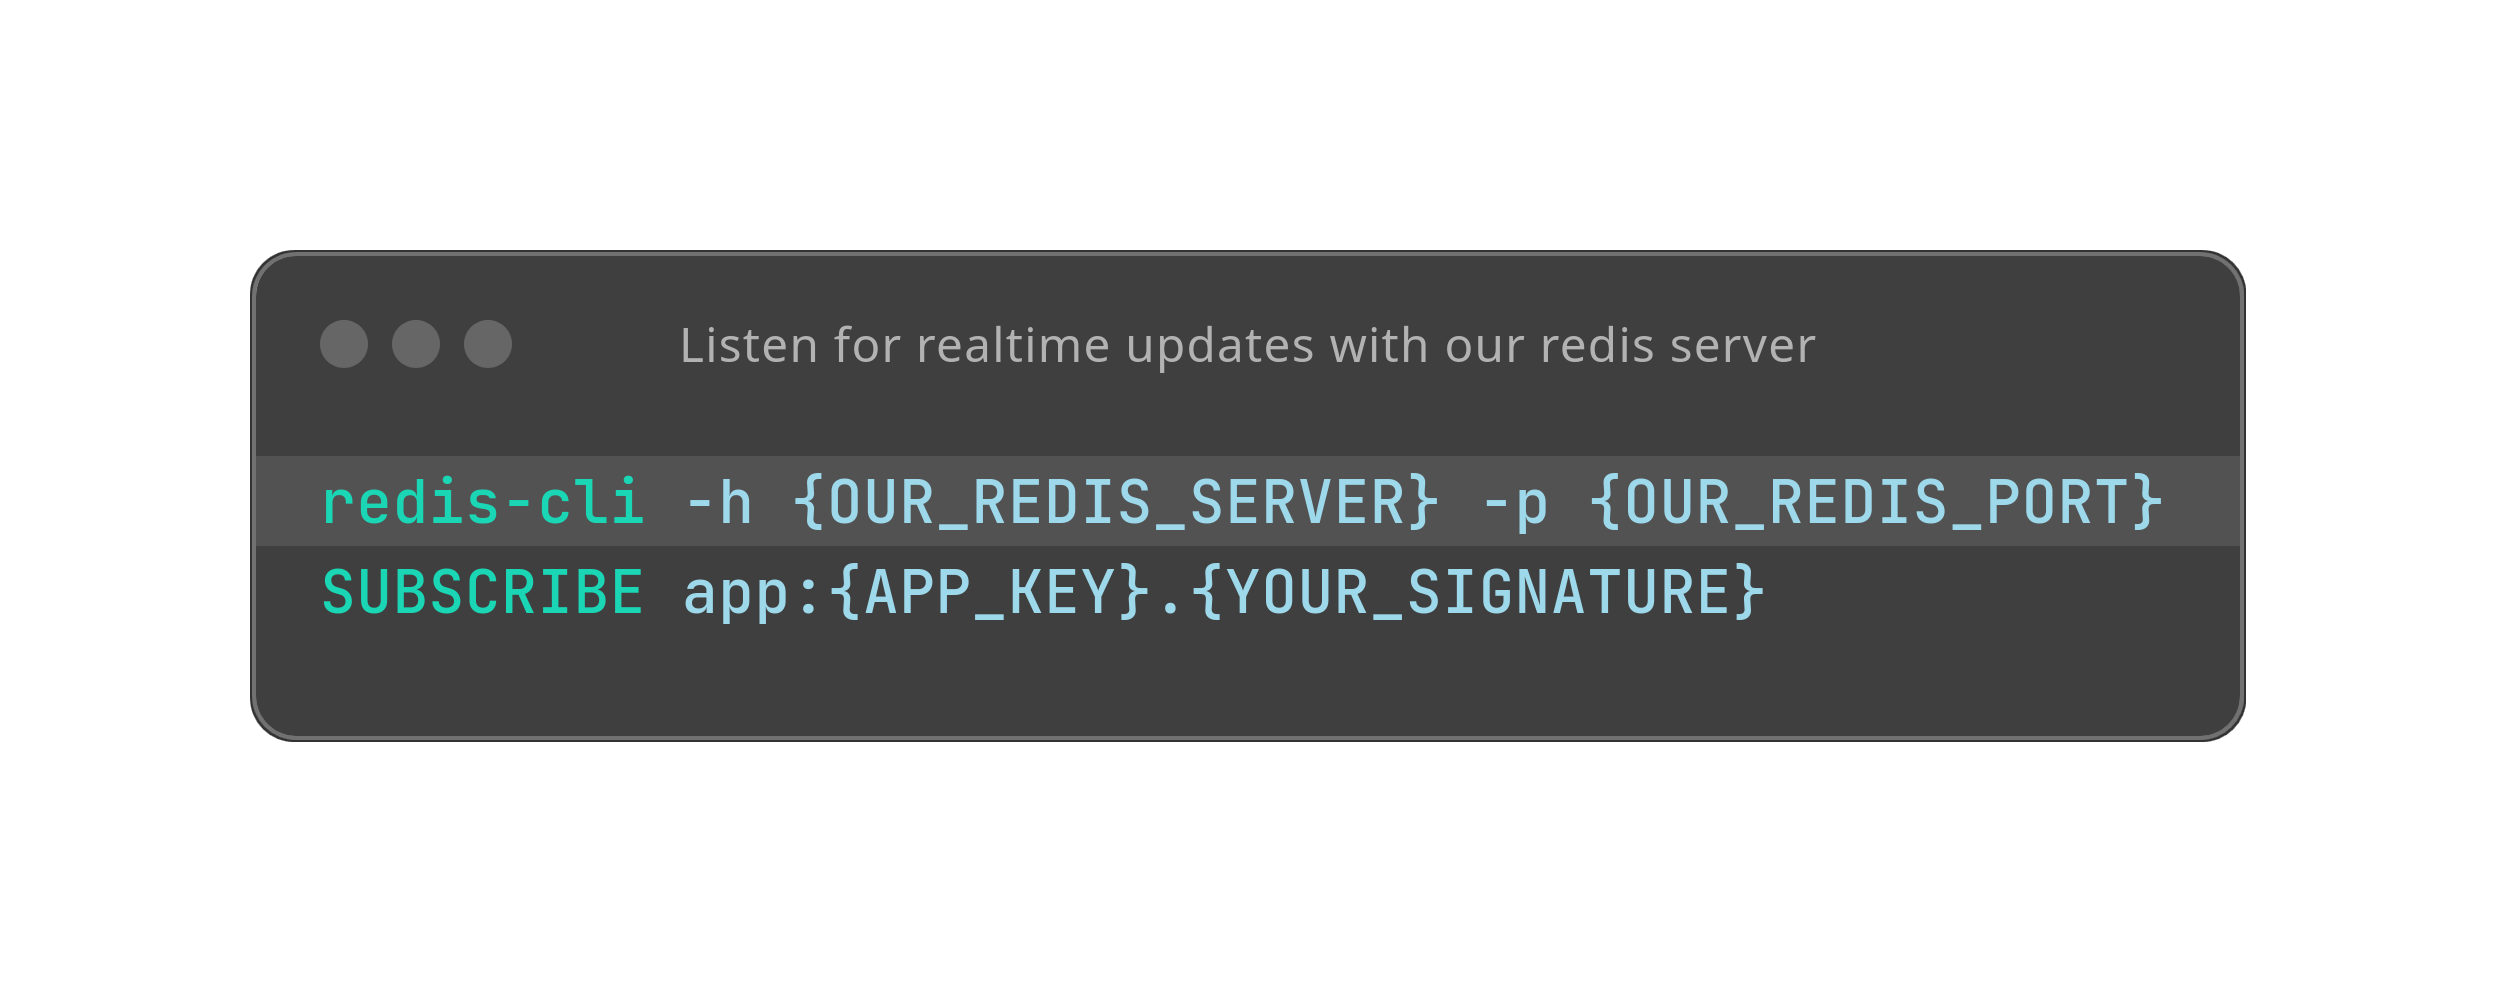 Listen for realtime updates with our redis server
redis-cli -h {OUR_REDIS_SERVER} -p {OUR_REDIS_PORT}
SUBSCRIBE app:{APP_KEY}.{YOUR_SIGNATURE}